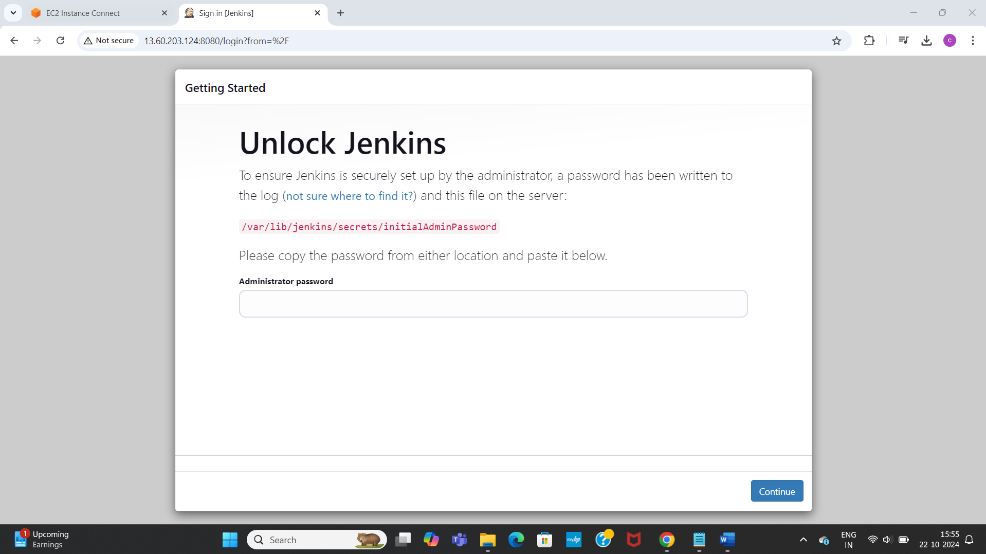 EC2 Instance Connect
Sign in [Jenkins]
Not secure
13.60.203.124:8080/login?from=%2F
c
Getting Started
Unlock Jenkins
To ensure Jenkins is securely set up by the administrator, a password has been written to
the log (not sure where to find it?) and this file on the server:
/var/lib/jenkins/secrets/initialAdminPassword
Please copy the password from either location and paste it below.
Administrator password
Continue
1
Upcoming
Earnings
Search
ENG
IN
15:55
22-10-2024